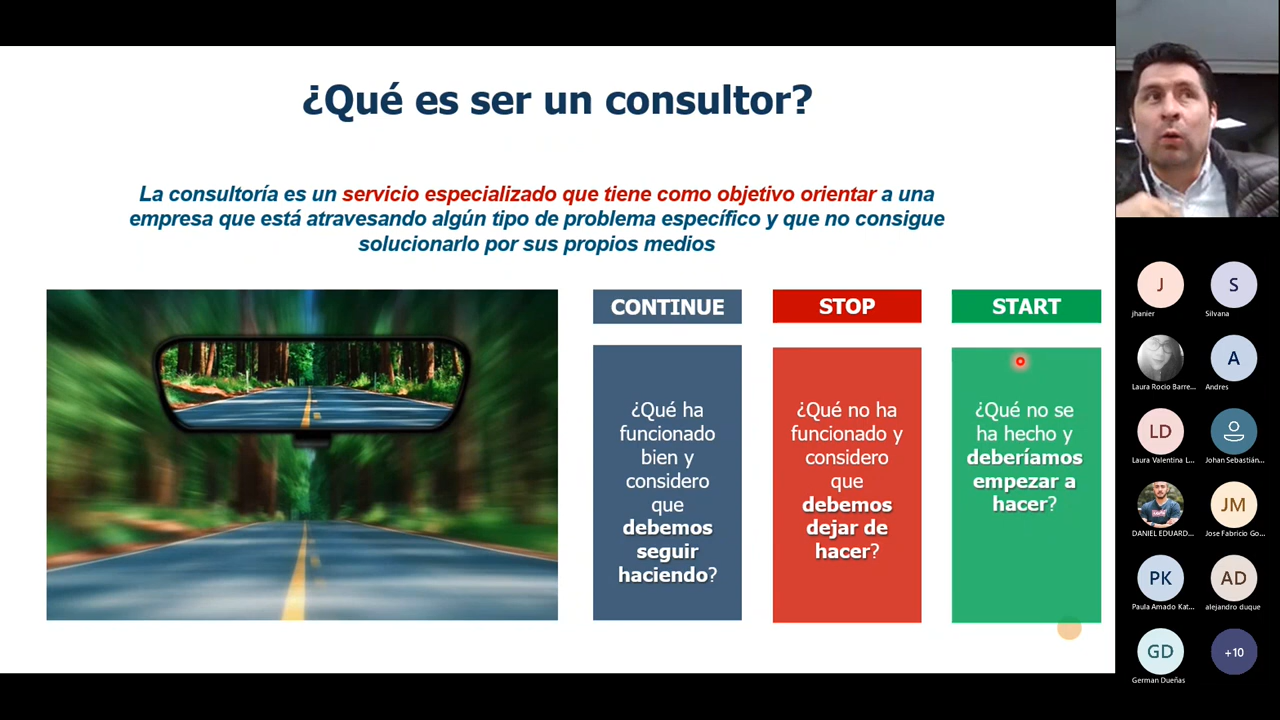 ¿Qué es ser un consultor?
La consultoría es un servicio especializado que tiene como objetivo orientar a una
empresa que está atravesando algún tipo de problema específico y que no consigue
solucionarlo por sus propios medios
CONTINUE
¿Qué ha
funcionado
bien y
considero
que
debemos
seguir
haciendo?
STOP
¿Qué no ha
funcionado y
considero
que
debemos
dejar de
hacer?
START
¿Qué no se
ha hecho y
deberíamos
empezar a
hacer?
J
jhanier
S
Silvana
Laura Rocio Barre...
A
Andres
LD
Laura Valentina L...
Johan Sebastián...
DANIEL EDUARD...
JM
Jose Fabricio Go...
PK
Paula Amado Kat...
AD
alejandro duque
GD
German Dueñas
+10